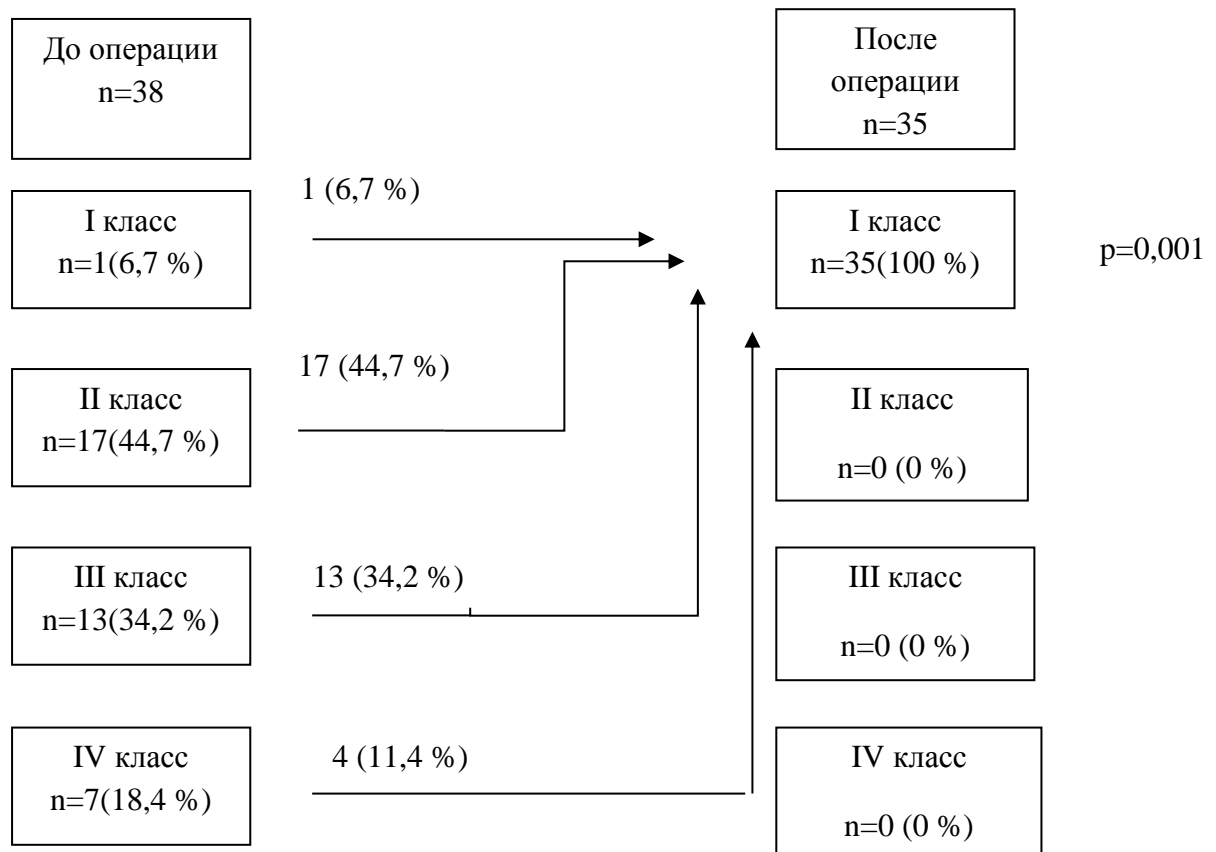 До операции
n=38
После
операции
n=35
I класс
n=1(6,7 %)
1 (6,7 %)
I класс
n=35(100 %)
p=0,001
II класс
n=17(44,7 %)
17 (44,7 %)
II класс
n=0 (0 %)
III класс
n=13(34,2 %)
13 (34,2 %)
III класс
n=0 (0 %)
IV класс
n=7(18,4 %)
4 (11,4 %)
IV класс
n=0 (0 %)